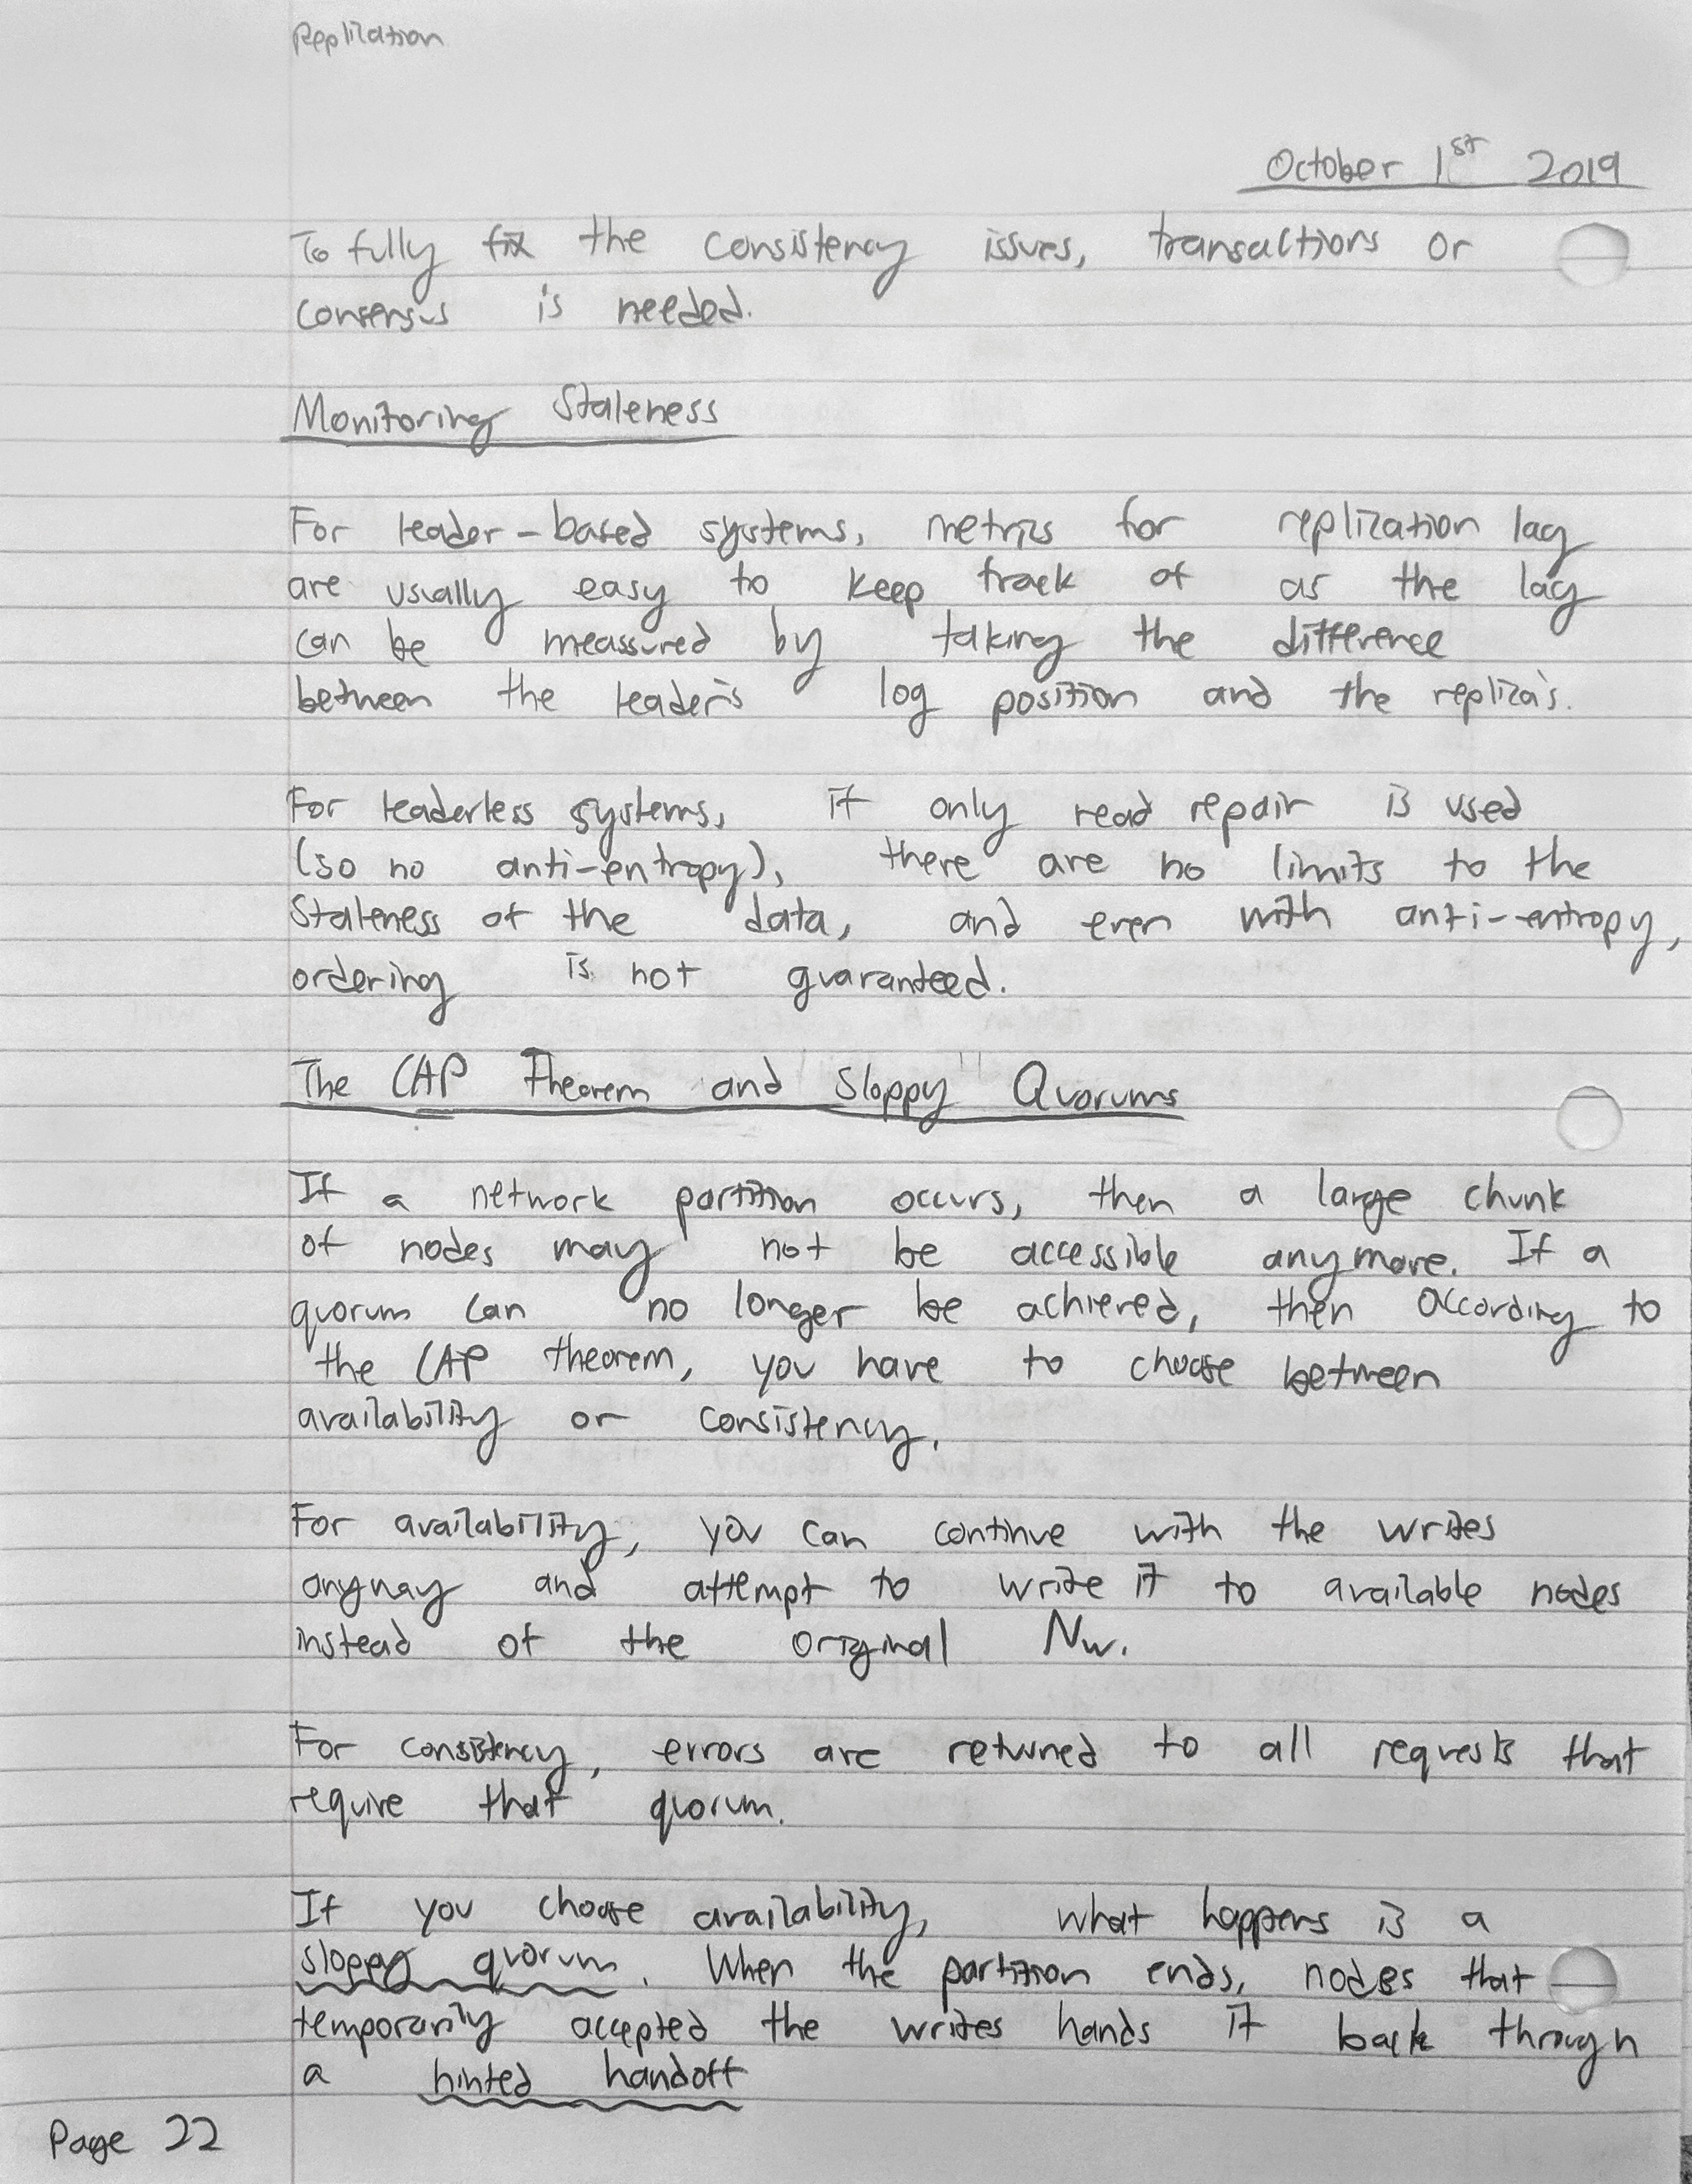 Replication
October 1st 2019
To fully fix the consistency issues, transactions or
consensus is needed.
Monitoring Staleness
For leader-based systems, metrics for replication lag
are usually easy to keep track of as the lag
can be meassured by taking the difference
between the leader's log position and the replica's.
For leaderless systems, if only read repair is used
(so no anti-entropy), there are no limits to the
staleness of the data, and even with anti-entropy,
ordering is not guaranteed.
The CAP Theorem and Sloppy Quorums
If a network partition occurs, then a large chunk
of nodes may not be accessible anymore. If a
quorum can no longer be achieved, then according to
the CAP theorem, you have to choose between
availability or consistency.
For availability, you can continue with the writes
anyway and attempt to write it to available nodes
instead of the original Nw.
For consistency, errors are returned to all requests that
require that quorum.
If you choose availability, what happens is a
sloppy quorum. When the partition ends, nodes that
temporarily accepted the writes hands it back through
a hinted handoff
Page 22